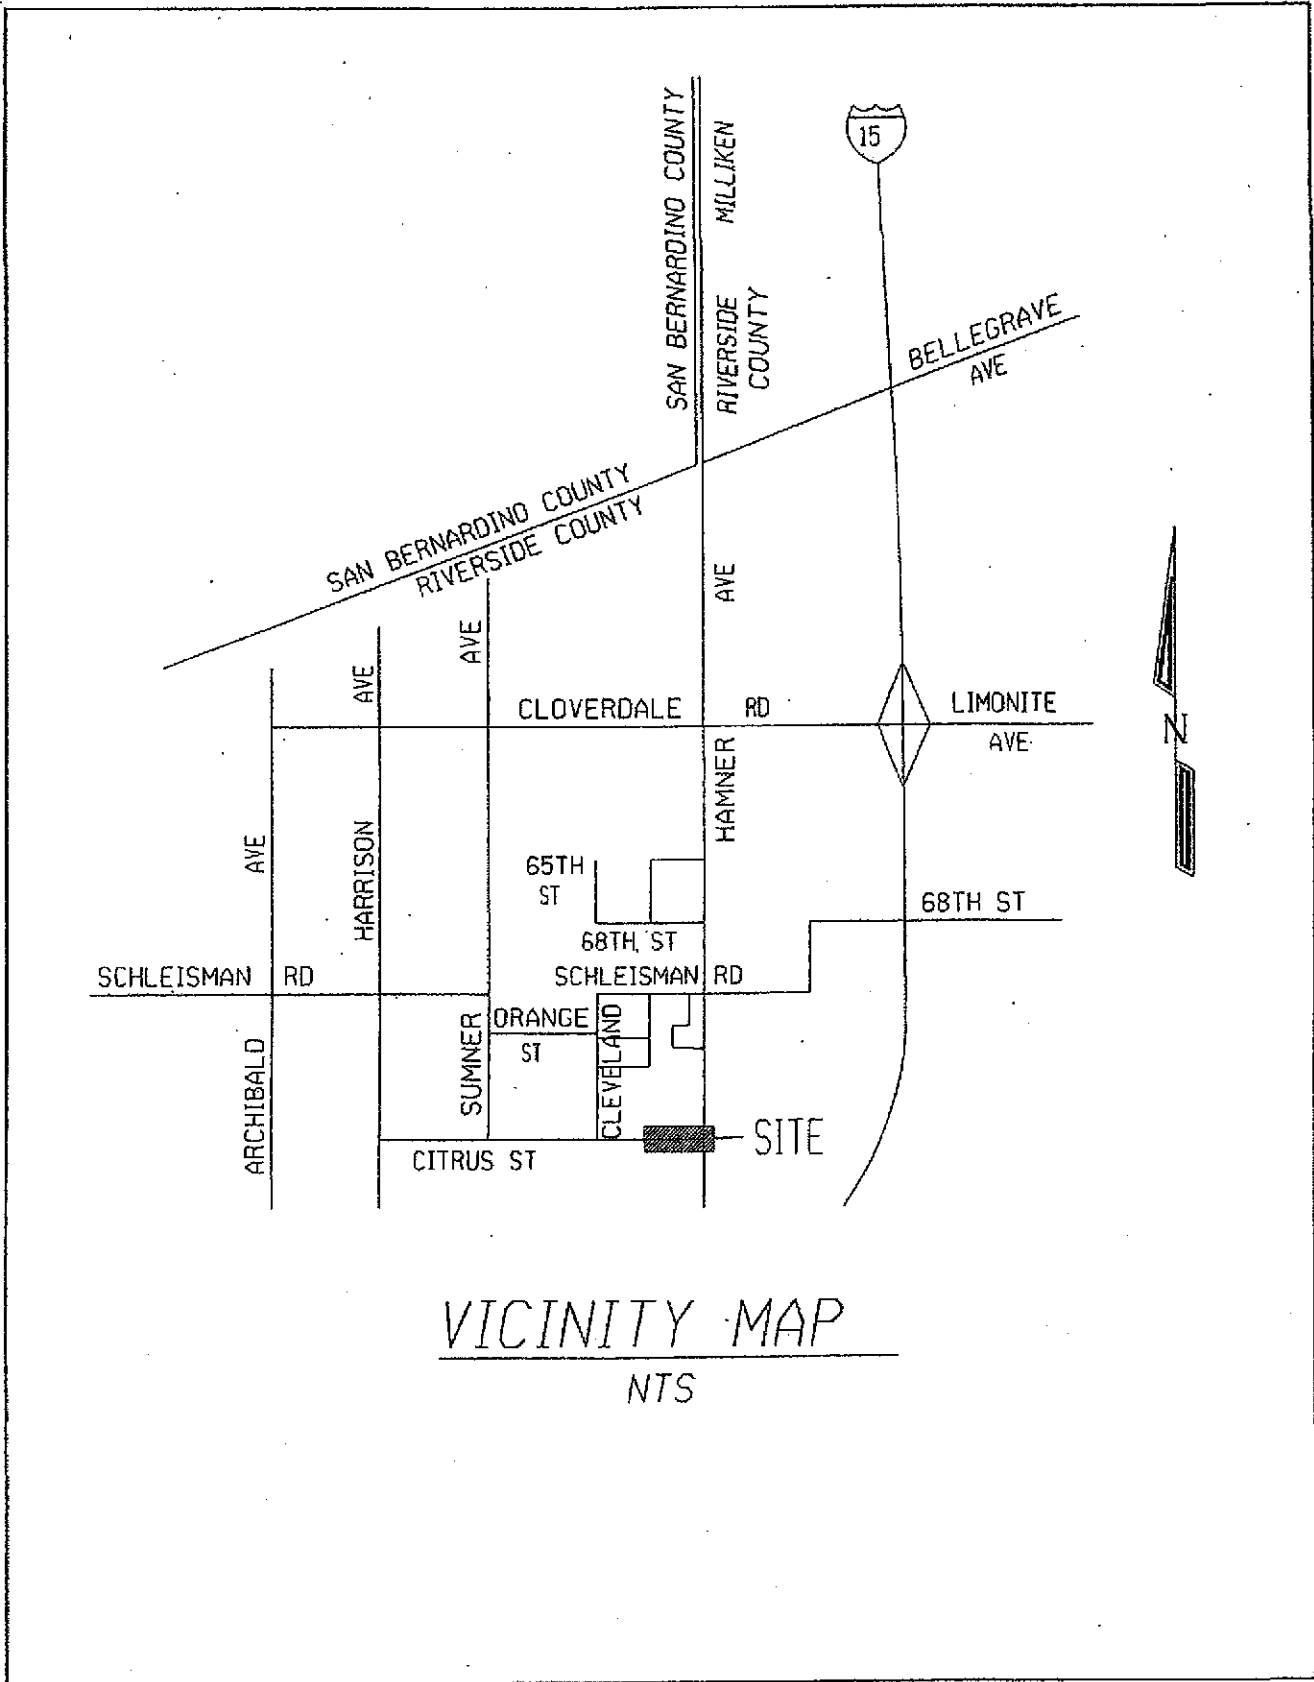 SAN BERNARDINO COUNTY
MILLIKEN
RIVERSIDE
COUNTY
15
BELLEGRAVE
AVE
SAN BERNARDINO COUNTY
RIVERSIDE COUNTY
AVE
AVE
AVE
CLOVERDALE RD
LIMONITE
AVE
N
HAMNER
AVE
HARRISON
65TH
ST
68TH ST
68TH ST
SCHLEISMAN RD
SCHLEISMAN RD
ORANGE
ST
SUMNER
CLEVELAND
ARCHIBALD
SITE
CITRUS ST
VICINITY MAP
NTS